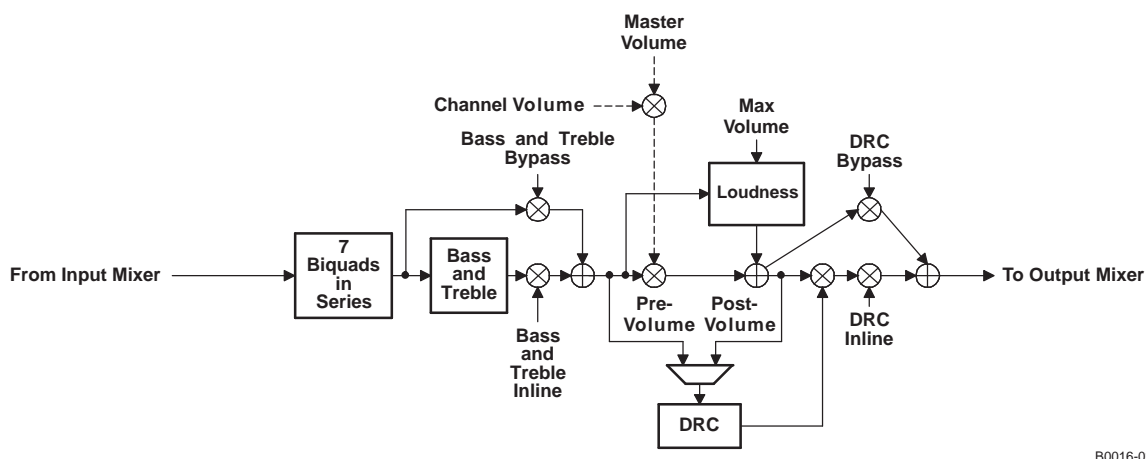 Master
Volume
Channel Volume
Max
Volume
Bass and Treble
Bypass
DRC
Bypass
Loudness
From Input Mixer
7
Biquads
in
Series
Bass
and
Treble
To Output Mixer
Pre-
Volume
Post-
Volume
DRC
Inline
Bass
and
Treble
Inline
DRC
B0016-0